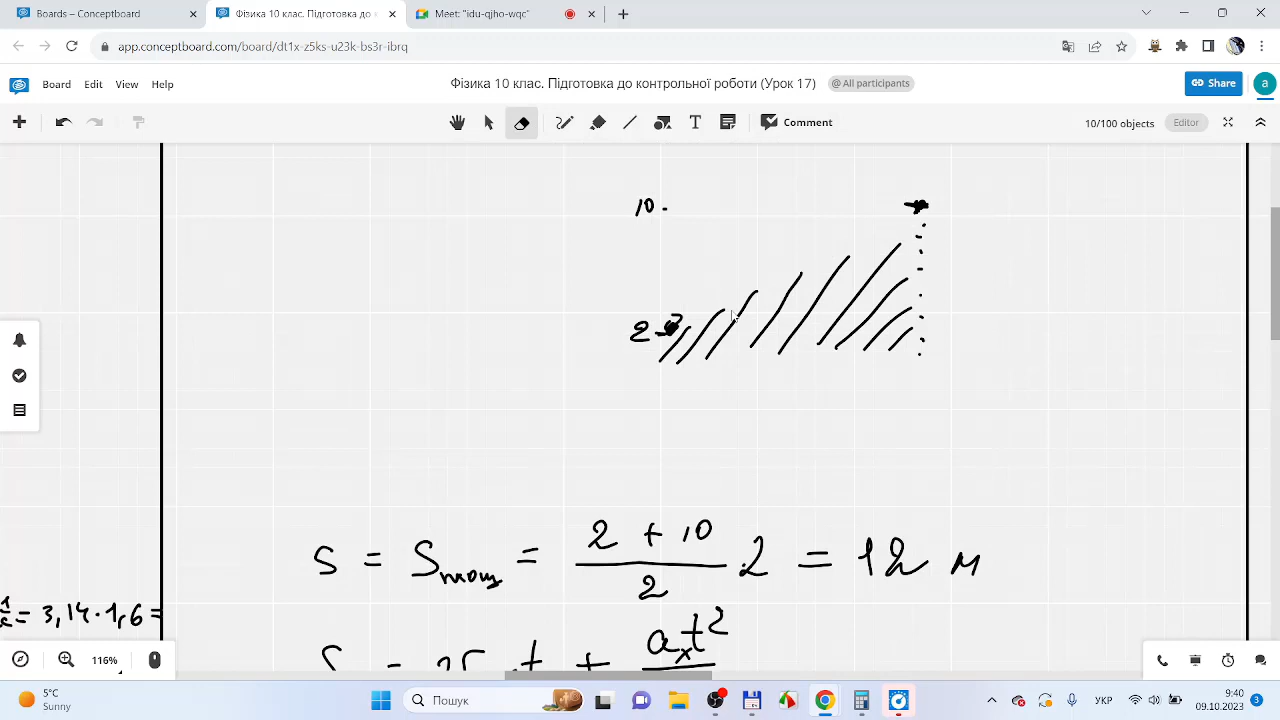 Boards – Conceptboard
Фізика 10 клас. Підготовка до
Meet: "idu-qjho-wqc"
app.conceptboard.com/board/dt1x-z5ks-u23k-bs3r-ibrq
Board Edit View Help
Фізика 10 клас. Підготовка до контрольної роботи (Урок 17)
@ All participants
Share
a
T
Comment
10/100 objects
Editor
10
2
S = Sплощ = (2 + 10)/2 · 2 = 12 м
= 3,14 · 1,6 =
aₓt²
116%
5°C
Sunny
Пошук
УКР
9:40
09.10.2023
3